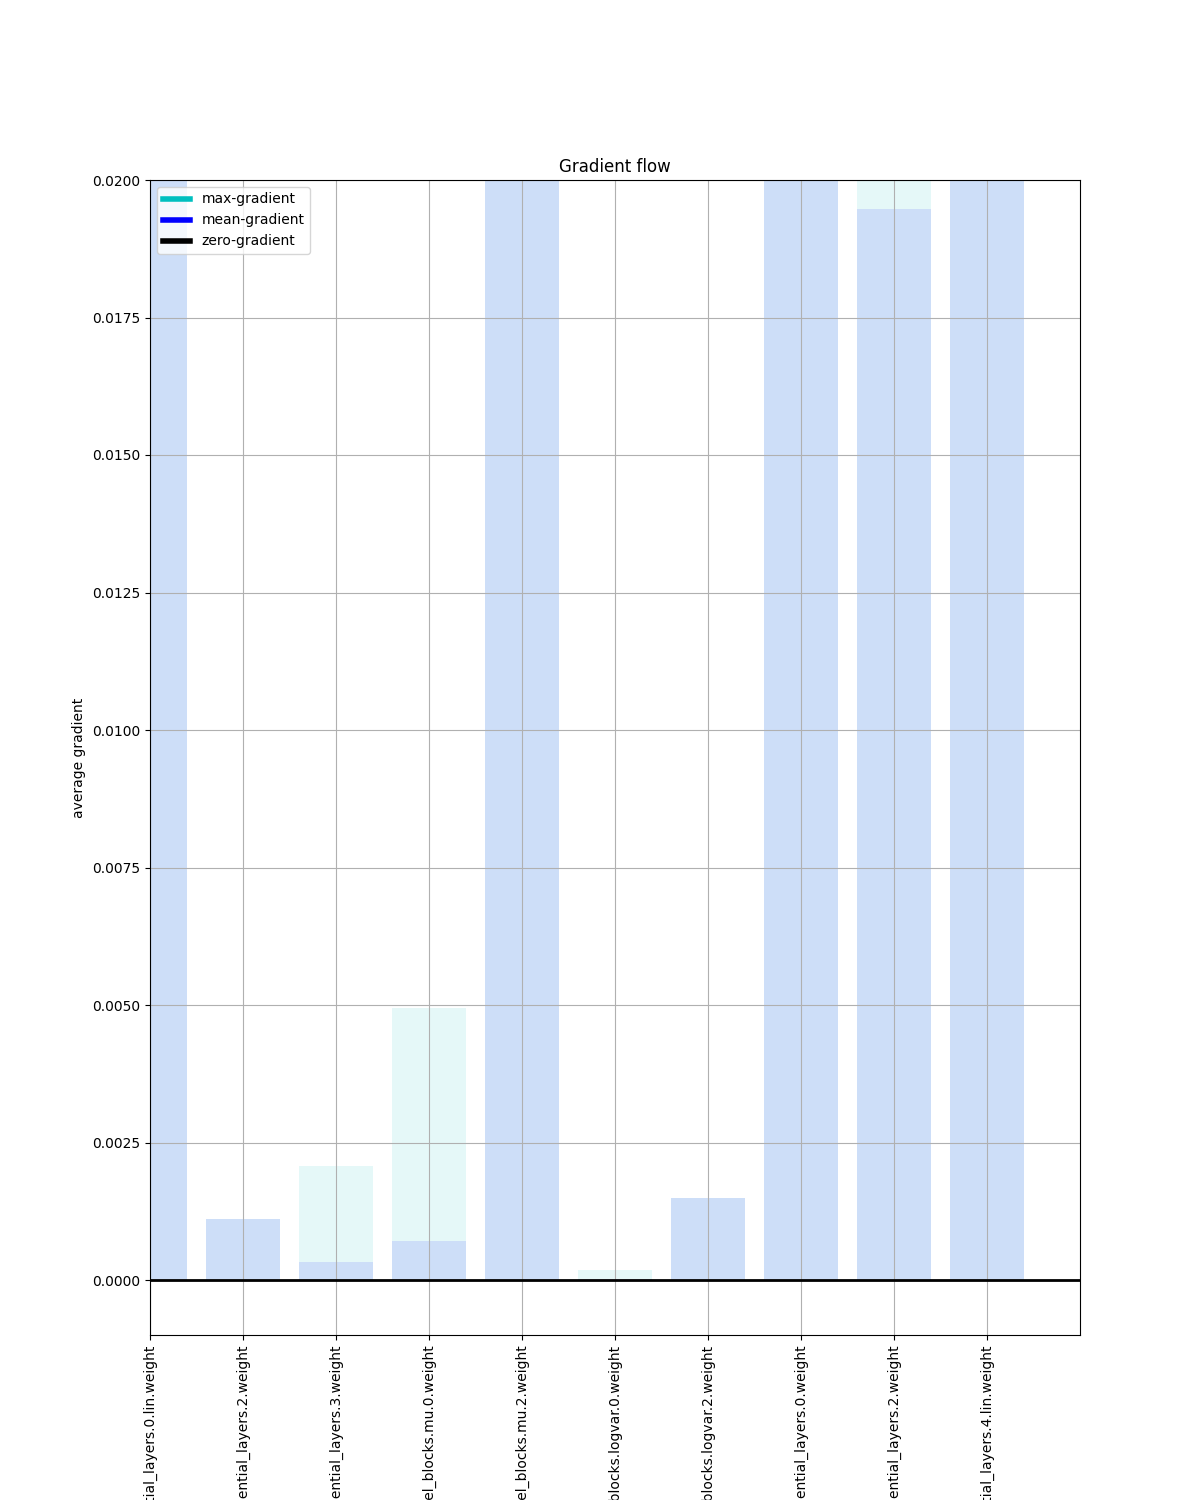 Gradient flow
max-gradient
mean-gradient
zero-gradient
0.0200
0.0175
0.0150
0.0125
0.0100
0.0075
0.0050
0.0025
0.0000
average gradient
tial_layers.0.lin.weight
ential_layers.2.weight
ential_layers.3.weight
el_blocks.mu.0.weight
el_blocks.mu.2.weight
blocks.logvar.0.weight
blocks.logvar.2.weight
ential_layers.0.weight
ential_layers.2.weight
tial_layers.4.lin.weight